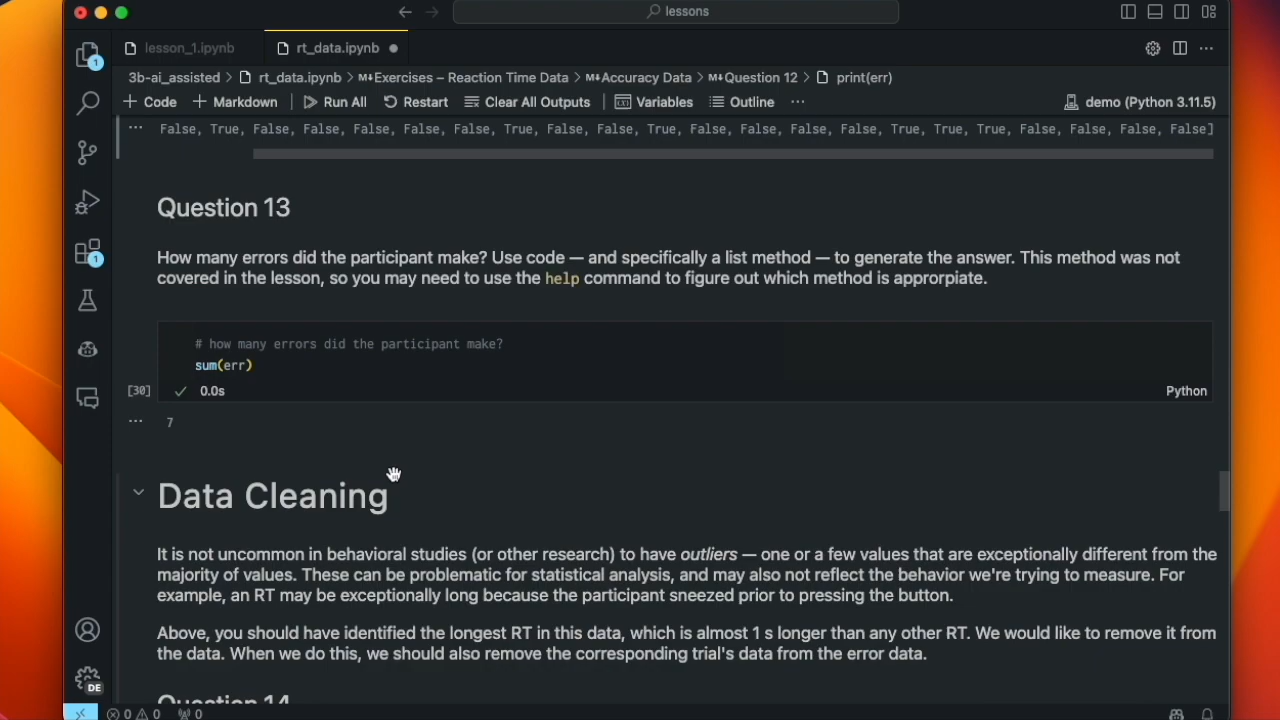 lessons
lesson_1.ipynb
rt_data.ipynb
3b-ai_assisted > rt_data.ipynb > M↓Exercises – Reaction Time Data > M↓Accuracy Data > M↓Question 12 > print(err)
+ Code + Markdown Run All Restart Clear All Outputs Variables Outline ... demo (Python 3.11.5)
... False, True, False, False, False, False, False, True, False, False, True, False, False, False, False, True, True, True, False, False, False, False]
Question 13
How many errors did the participant make? Use code — and specifically a list method — to generate the answer. This method was not
covered in the lesson, so you may need to use the help command to figure out which method is approrpiate.
# how many errors did the participant make?
sum(err)
[30] ✓ 0.0s Python
... 7
Data Cleaning
It is not uncommon in behavioral studies (or other research) to have outliers — one or a few values that are exceptionally different from the
majority of values. These can be problematic for statistical analysis, and may also not reflect the behavior we're trying to measure. For
example, an RT may be exceptionally long because the participant sneezed prior to pressing the button.
Above, you should have identified the longest RT in this data, which is almost 1 s longer than any other RT. We would like to remove it from
the data. When we do this, we should also remove the corresponding trial's data from the error data.
Question 14
1
1
DE
0 0 0